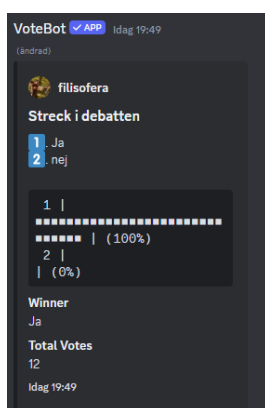 VoteBot ✓ APP Idag 19:49
(ändrad)
filisofera
Streck i debatten
1. Ja
2. nej
1 |
■■■■■■■■■■■■■■■■■■■■■■■■
■■■■■■ | (100%)
2 |
| (0%)
Winner
Ja
Total Votes
12
Idag 19:49